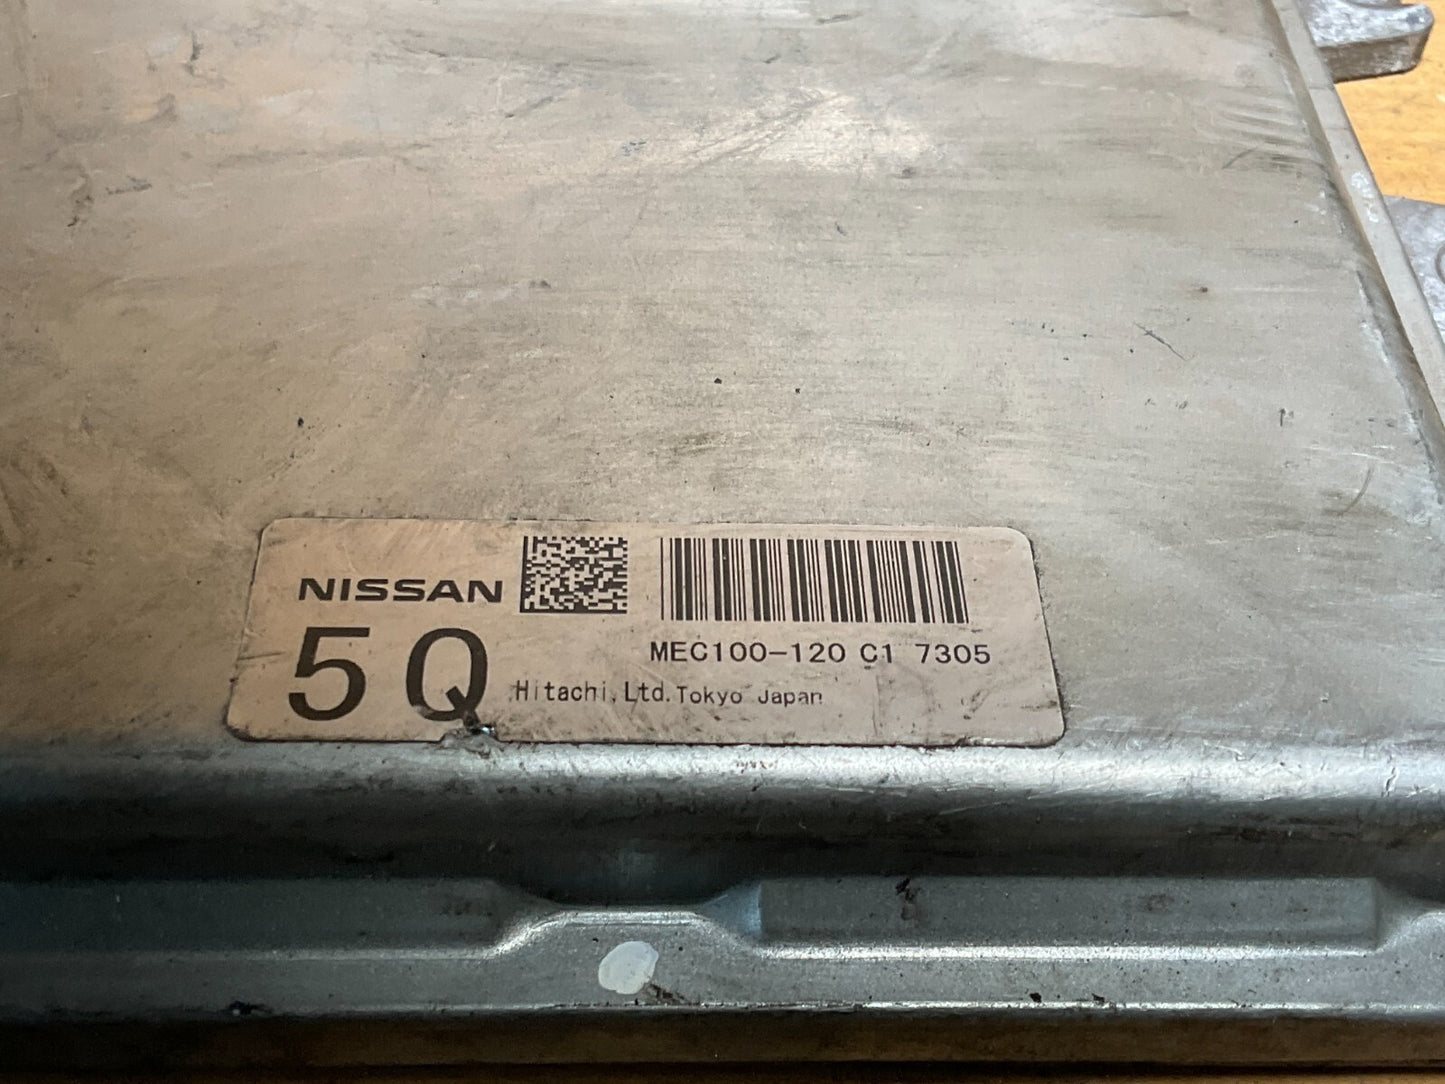 NISSAN
MEC100-120 C1 7305
5Q
Hitachi, Ltd. Tokyo Japan